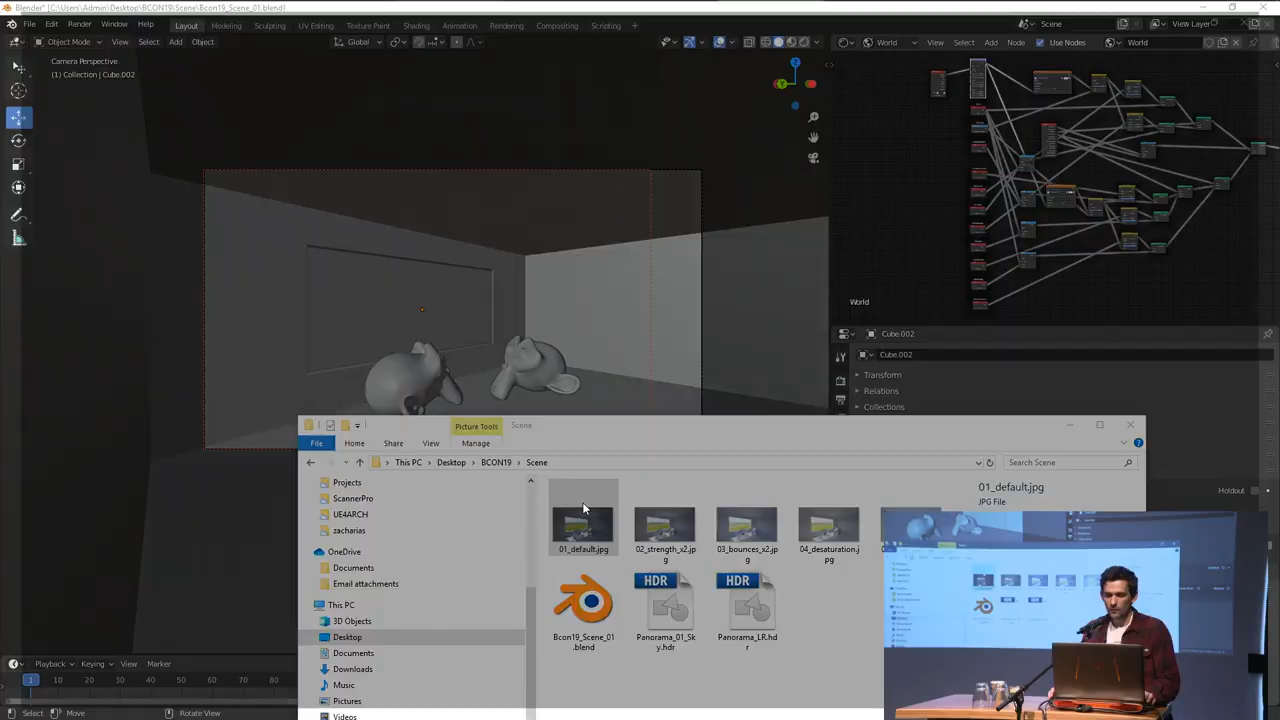 Blender* [C:\Users\Admin\Desktop\BCON19\Scene\Bcon19_Scene_01.blend]
File Edit Render Window Help Layout Modeling Sculpting UV Editing Texture Paint Shading Animation Rendering Compositing Scripting + Scene View Layer
Object Mode View Select Add Object Global World View Select Add Node Use Nodes World
Camera Perspective
(1) Collection | Cube.002
World
Cube.002
Cube.002
Transform
Relations
Collections
Holdout
Picture Tools Scene
File Home Share View Manage
This PC Desktop BCON19 Scene Search Scene
Projects
ScannerPro
UE4ARCH
zacharias
OneDrive
Documents
Email attachments
This PC
3D Objects
Desktop
Documents
Downloads
Music
Pictures
Videos
01_default.jpg
02_strength_x2.jp
g
03_bounces_x2.jp
g
04_desaturation.j
pg
HDR HDR
Bcon19_Scene_01
.blend
Panorama_01_Sk
y.hdr
Panorama_LR.hd
r
01_default.jpg
JPG File
Playback Keying View Marker
1 10 20 30 40 50 60 70 80
Select Move Rotate View